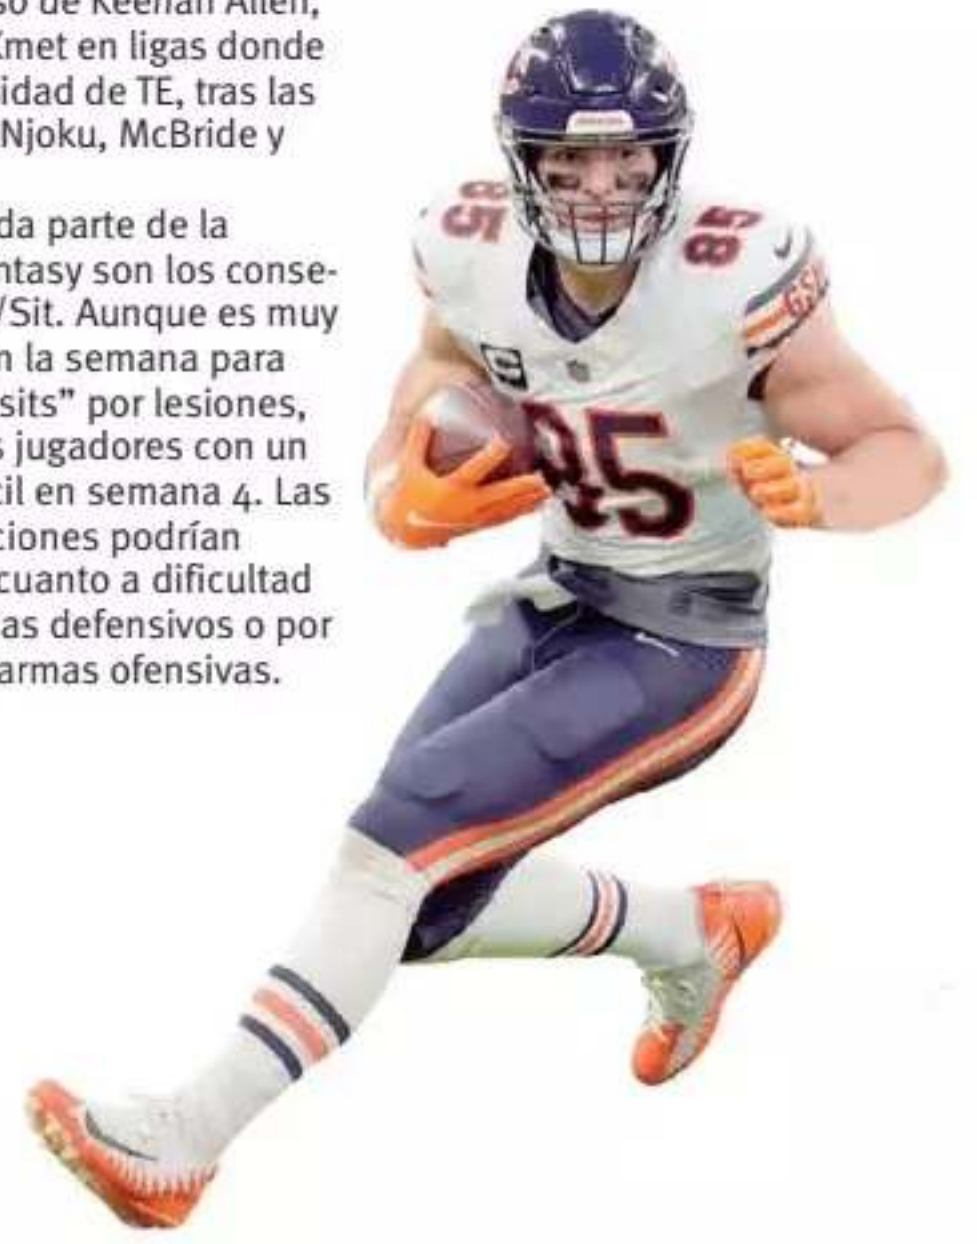 so de Keenan Allen,
Kmet en ligas donde
idad de TE, tras las
Njoku, McBride y
da parte de la
ntasy son los conse-
/Sit. Aunque es muy
n la semana para
sits” por lesiones,
s jugadores con un
cil en semana 4. Las
ciones podrían
cuanto a dificultad
as defensivos o por
armas ofensivas.
85
85
GSH
C
85